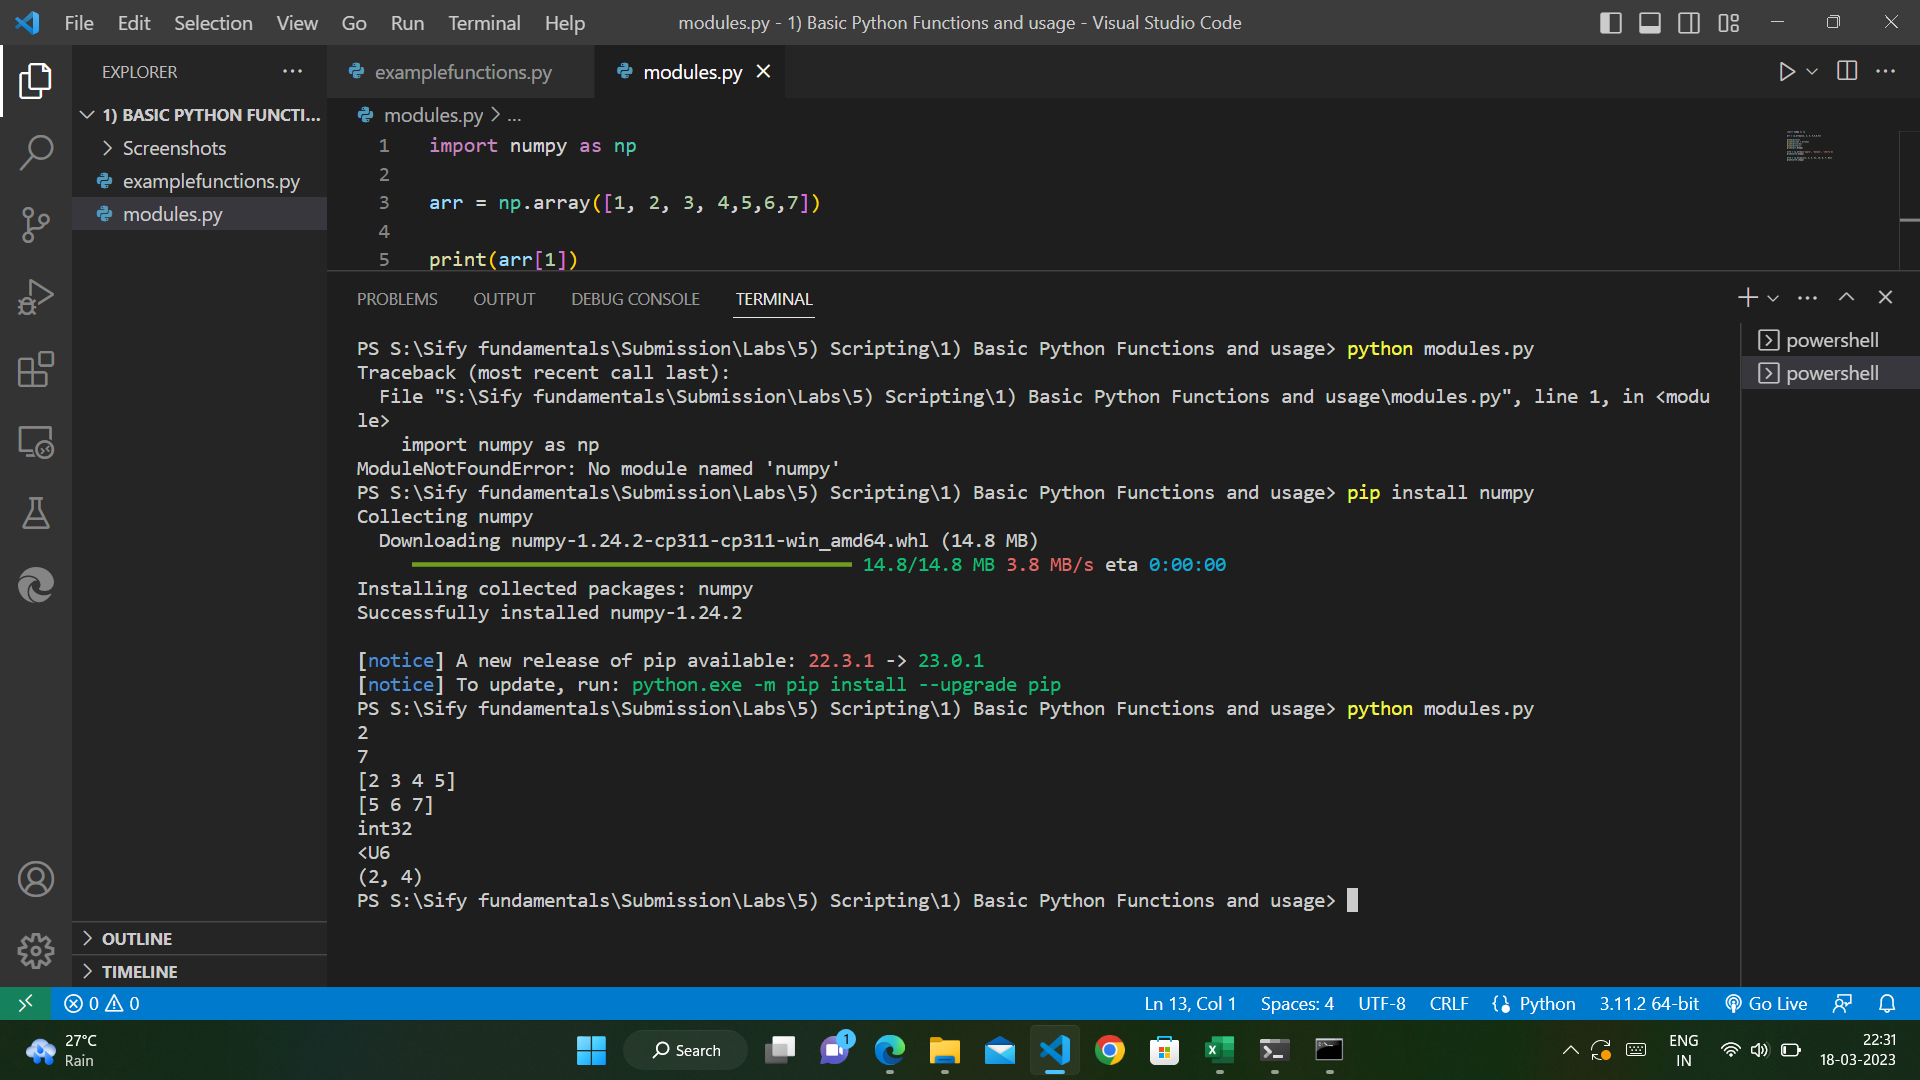 File Edit Selection View Go Run Terminal Help
modules.py - 1) Basic Python Functions and usage - Visual Studio Code
EXPLORER
1) BASIC PYTHON FUNCTI...
Screenshots
examplefunctions.py
modules.py
OUTLINE
TIMELINE
examplefunctions.py
modules.py
modules.py > ...
1 import numpy as np
2
3 arr = np.array([1, 2, 3, 4,5,6,7])
4
5 print(arr[1])
PROBLEMS OUTPUT DEBUG CONSOLE TERMINAL
PS S:\Sify fundamentals\Submission\Labs\5) Scripting\1) Basic Python Functions and usage> python modules.py
Traceback (most recent call last):
File "S:\Sify fundamentals\Submission\Labs\5) Scripting\1) Basic Python Functions and usage\modules.py", line 1, in <modu
le>
import numpy as np
ModuleNotFoundError: No module named 'numpy'
PS S:\Sify fundamentals\Submission\Labs\5) Scripting\1) Basic Python Functions and usage> pip install numpy
Collecting numpy
Downloading numpy-1.24.2-cp311-cp311-win_amd64.whl (14.8 MB)
14.8/14.8 MB 3.8 MB/s eta 0:00:00
Installing collected packages: numpy
Successfully installed numpy-1.24.2
[notice] A new release of pip available: 22.3.1 -> 23.0.1
[notice] To update, run: python.exe -m pip install --upgrade pip
PS S:\Sify fundamentals\Submission\Labs\5) Scripting\1) Basic Python Functions and usage> python modules.py
2
7
[2 3 4 5]
[5 6 7]
int32
<U6
(2, 4)
PS S:\Sify fundamentals\Submission\Labs\5) Scripting\1) Basic Python Functions and usage>
powershell
powershell
0 0
Ln 13, Col 1 Spaces: 4 UTF-8 CRLF Python 3.11.2 64-bit Go Live
27°C
Rain
Search
1
ENG
IN
22:31
18-03-2023